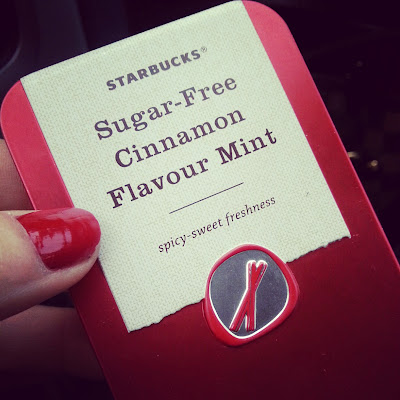 STARBUCKS®
Sugar-Free
Cinnamon
Flavour Mint
spicy-sweet freshness